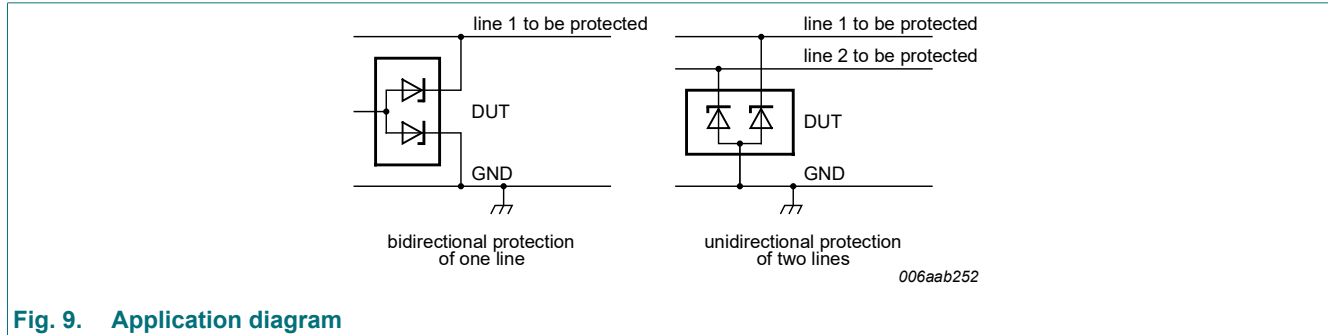 line 1 to be protected
DUT
GND
bidirectional protection
of one line
line 1 to be protected
line 2 to be protected
DUT
GND
unidirectional protection
of two lines
006aab252
Fig. 9. Application diagram